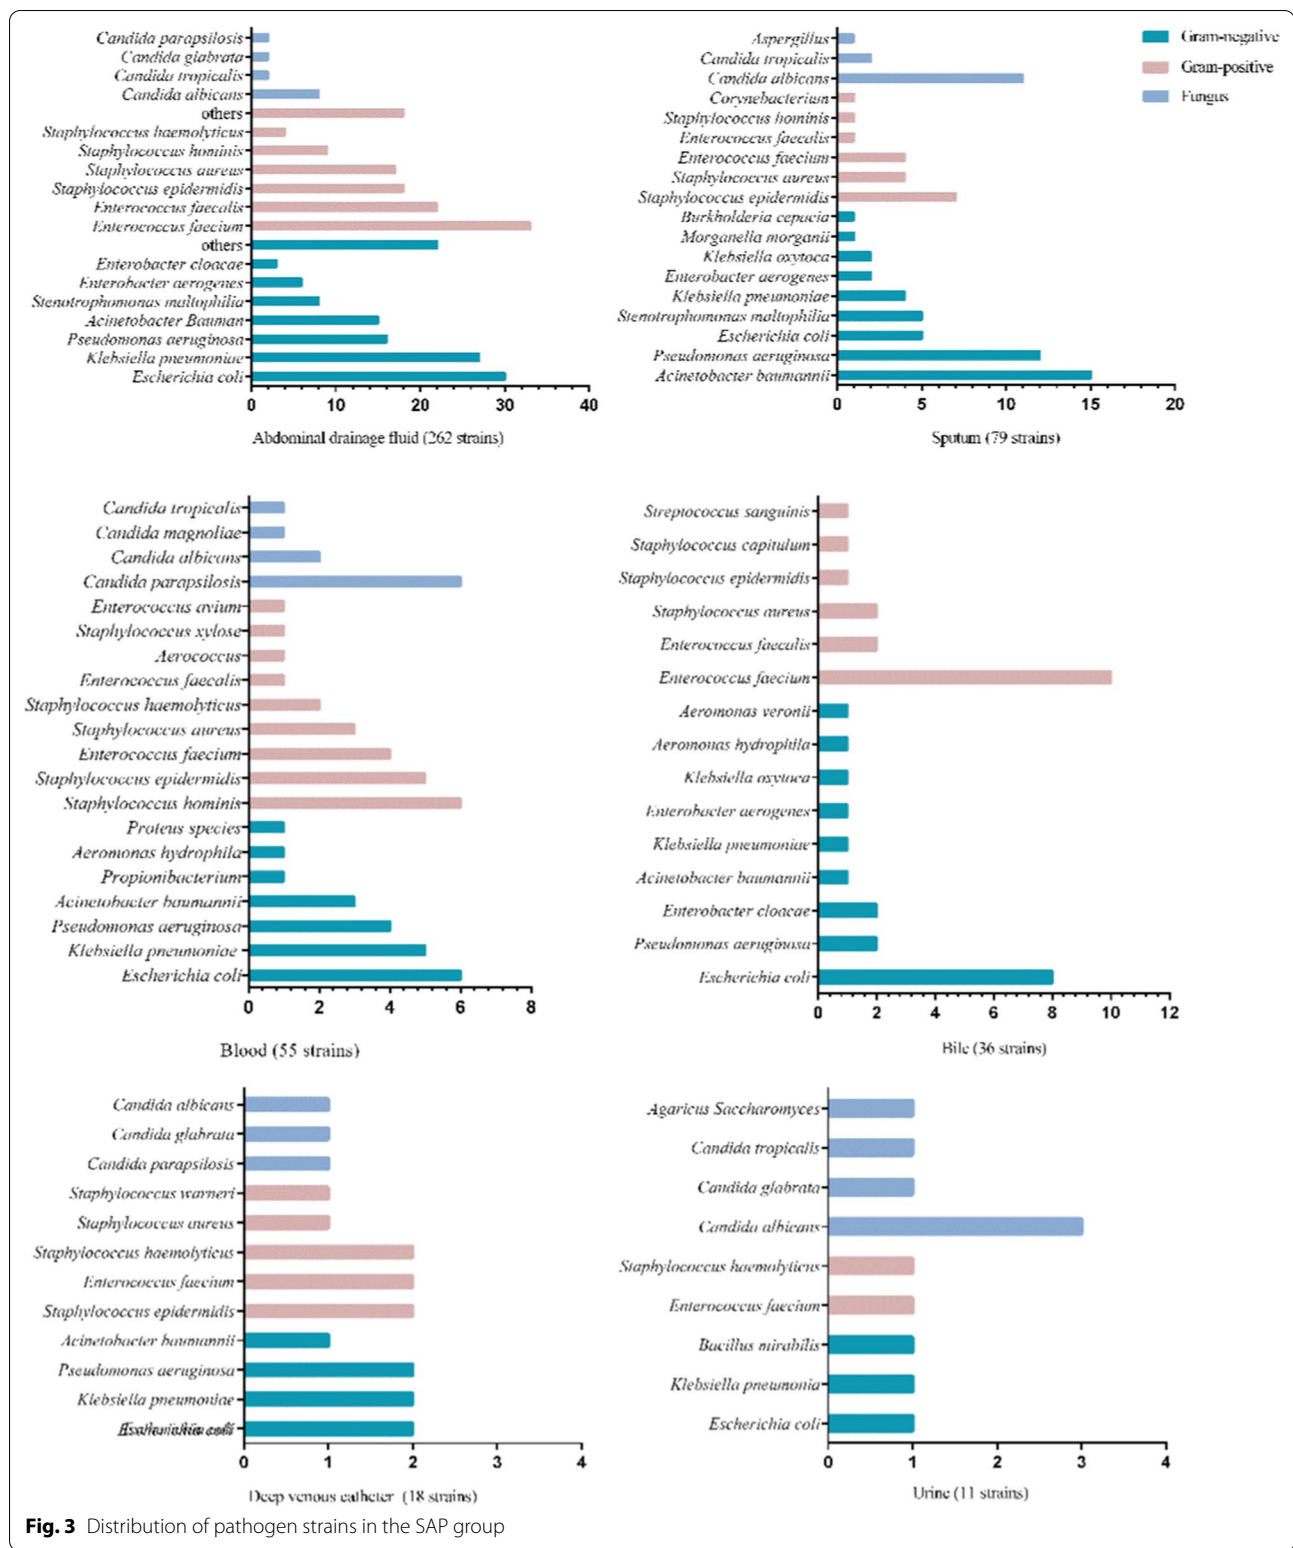 Candida parapsilosis
Candida glabrata
Candida tropicalis
Candida albicans
others
Staphylococcus haemolyticus
Staphylococcus hominis
Staphylococcus aureus
Staphylococcus epidermidis
Enterococcus faecalis
Enterococcus faecium
others
Enterobacter cloacae
Enterobacter aerogenes
Stenotrophomonas maltophilia
Acinetobacter Bauman
Pseudomonas aeruginosa
Klebsiella pneumoniae
Escherichia coli
0 10 20 30 40
Abdominal drainage fluid (262 strains)
Aspergillus
Candida tropicalis
Candida albicans
Corynebacterium
Staphylococcus hominis
Enterococcus faecalis
Enterococcus faecium
Staphylococcus aureus
Staphylococcus epidermidis
Burkholderia cepacia
Morganella morganii
Klebsiella oxytoca
Enterobacter aerogenes
Klebsiella pneumoniae
Stenotrophomonas maltophilia
Escherichia coli
Pseudomonas aeruginosa
Acinetobacter baumannii
0 5 10 15 20
Sputum (79 strains)
Gram-negative
Gram-positive
Fungus
Candida tropicalis
Candida magnoliae
Candida albicans
Candida parapsilosis
Enterococcus avium
Staphylococcus xylose
Aerococcus
Enterococcus faecalis
Staphylococcus haemolyticus
Staphylococcus aureus
Enterococcus faecium
Staphylococcus epidermidis
Staphylococcus hominis
Proteus species
Aeromonas hydrophila
Propionibacterium
Acinetobacter baumannii
Pseudomonas aeruginosa
Klebsiella pneumoniae
Escherichia coli
0 2 4 6 8
Blood (55 strains)
Streptococcus sanguinis
Staphylococcus capitulum
Staphylococcus epidermidis
Staphylococcus aureus
Enterococcus faecalis
Enterococcus faecium
Aeromonas veronii
Aeromonas hydrophila
Klebsiella oxytoca
Enterobacter aerogenes
Klebsiella pneumoniae
Acinetobacter baumannii
Enterobacter cloacae
Pseudomonas aeruginosa
Escherichia coli
0 2 4 6 8 10 12
Bile (36 strains)
Candida albicans
Candida glabrata
Candida parapsilosis
Staphylococcus warneri
Staphylococcus aureus
Staphylococcus haemolyticus
Enterococcus faecium
Staphylococcus epidermidis
Acinetobacter baumannii
Pseudomonas aeruginosa
Klebsiella pneumoniae
Escherichia coli
0 1 2 3 4
Deep venous catheter (18 strains)
Agaricus Saccharomyces
Candida tropicalis
Candida glabrata
Candida albicans
Staphylococcus haemolyticus
Enterococcus faecium
Bacillus mirabilis
Klebsiella pneumonia
Escherichia coli
0 1 2 3 4
Urine (11 strains)
Fig. 3 Distribution of pathogen strains in the SAP group